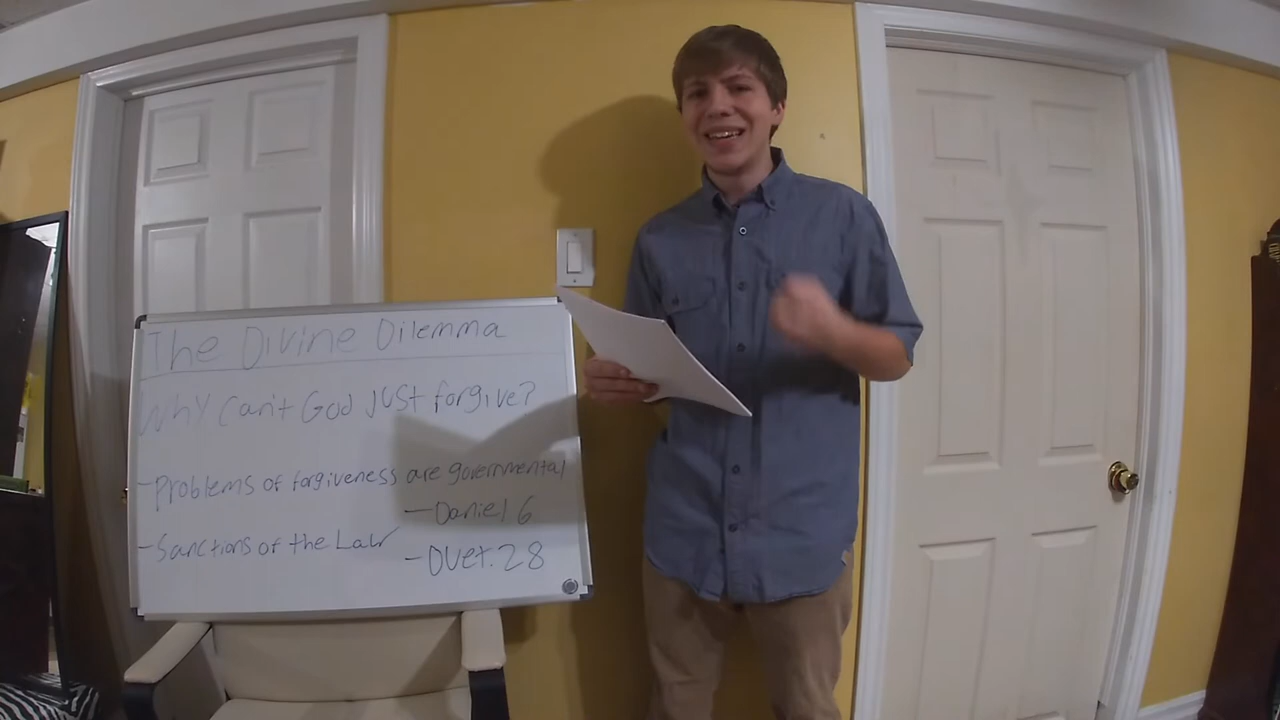 The Divine Dilemma
Why Can't God JUST forgive?
-Problems of forgiveness are governmental
-Daniel 6
-Sanctions of the Law
-Duet. 28